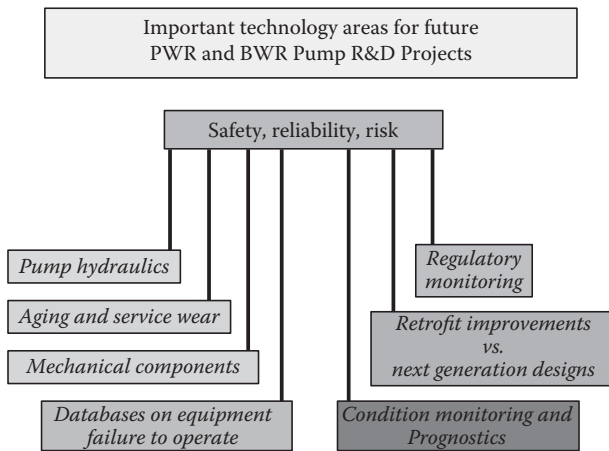 Important technology areas for future
PWR and BWR Pump R&D Projects
Safety, reliability, risk
Pump hydraulics
Aging and service wear
Mechanical components
Databases on equipment
failure to operate
Regulatory
monitoring
Retrofit improvements
vs.
next generation designs
Condition monitoring and
Prognostics